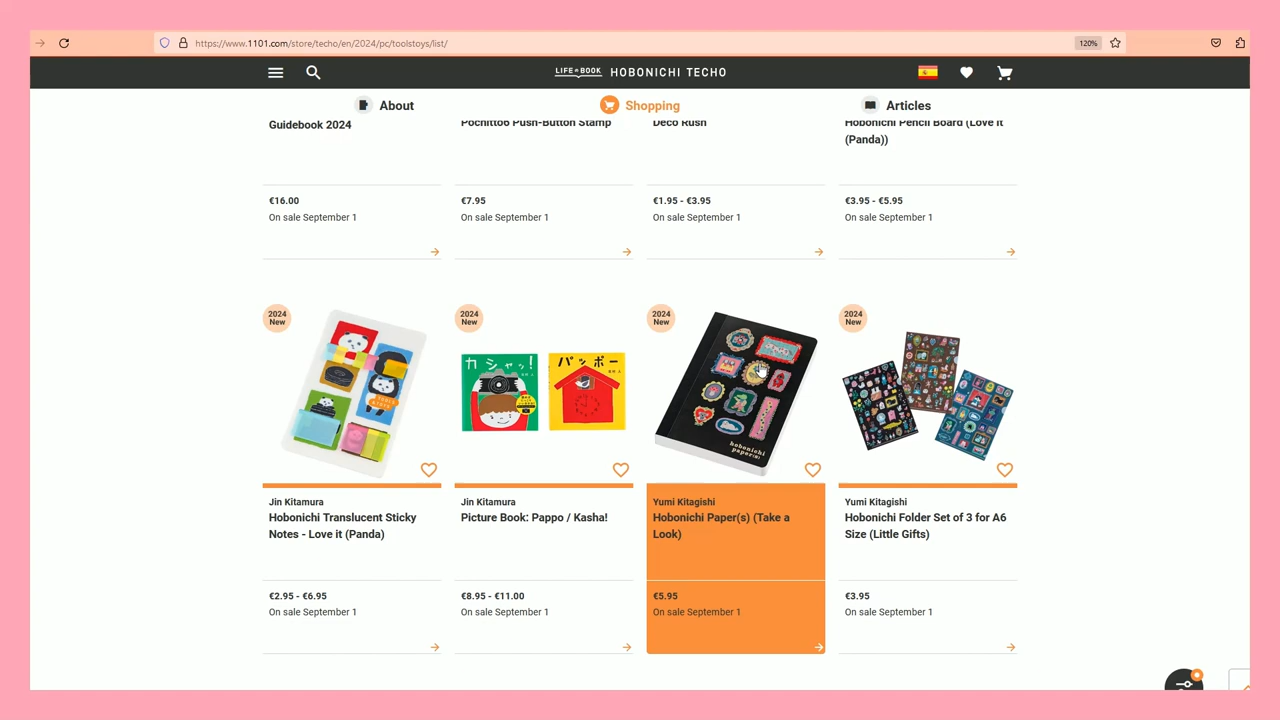 https://www.1101.com/store/techo/en/2024/pc/toolstoys/list/
120%
LIFE BOOK HOBONICHI TECHO
About
Shopping
Articles
Guidebook 2024
Pochitto6 Push-Button Stamp
Deco Rush
Hobonichi Pencil Board (Love it
(Panda))
€16.00
On sale September 1
€7.95
On sale September 1
€1.95 - €3.95
On sale September 1
€3.95 - €5.95
On sale September 1
2024
New
2024
New
2024
New
2024
New
カシャッ!
パッポー
hobonichi
paper(s)
Jin Kitamura
Hobonichi Translucent Sticky
Notes - Love it (Panda)
€2.95 - €6.95
On sale September 1
Jin Kitamura
Picture Book: Pappo / Kasha!
€8.95 - €11.00
On sale September 1
Yumi Kitagishi
Hobonichi Paper(s) (Take a
Look)
€5.95
On sale September 1
Yumi Kitagishi
Hobonichi Folder Set of 3 for A6
Size (Little Gifts)
€3.95
On sale September 1